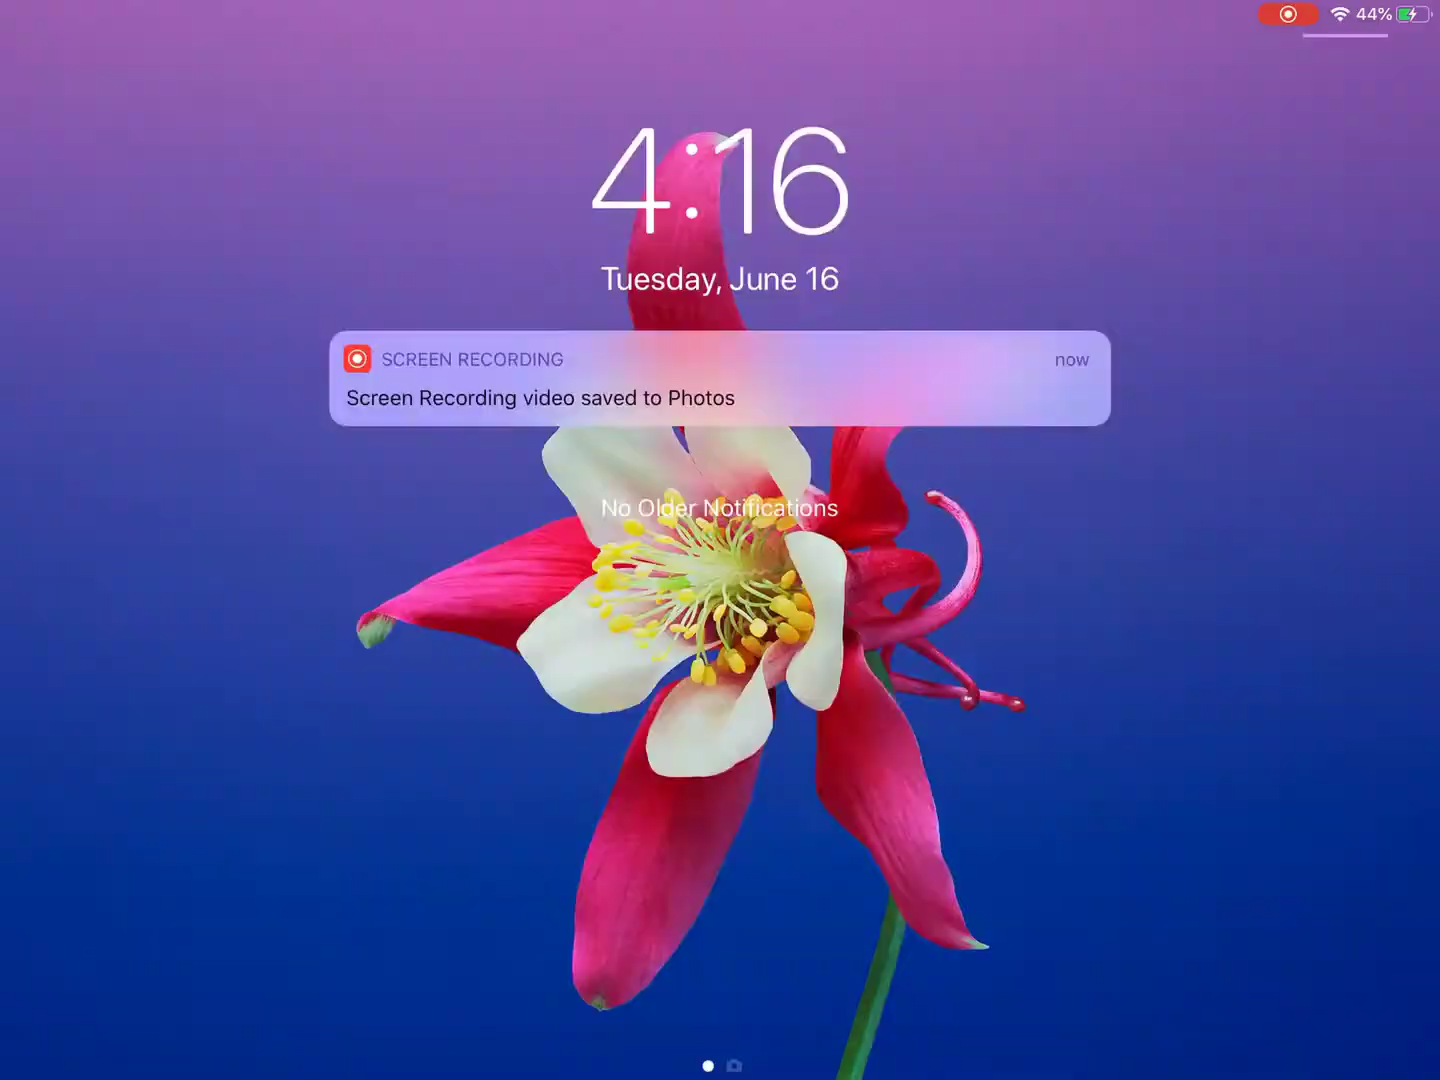 44%
4:16
Tuesday, June 16
SCREEN RECORDING
now
Screen Recording video saved to Photos
No Older Notifications